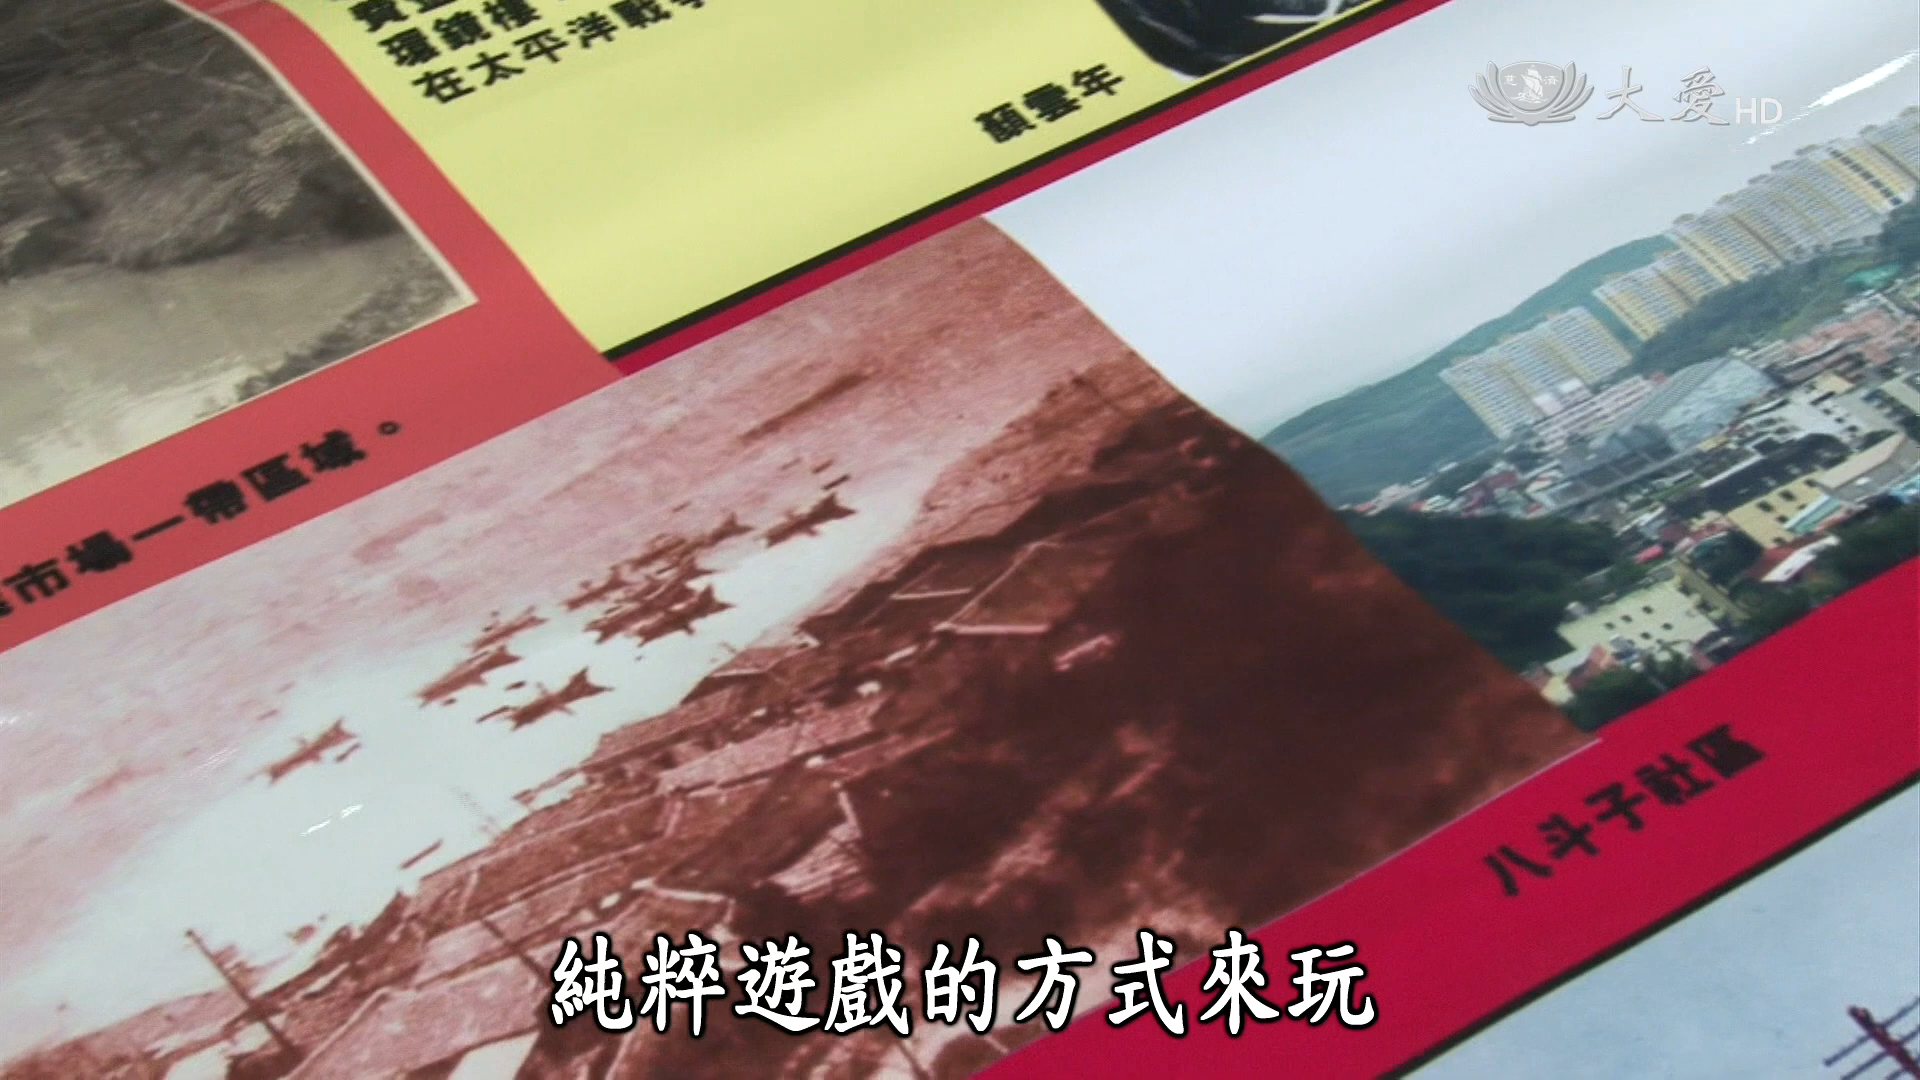 環鏡樓
在太平洋戰爭
顏雲年
大愛HD
市場一帶區域。
八斗子社區
純粹遊戲的方式來玩